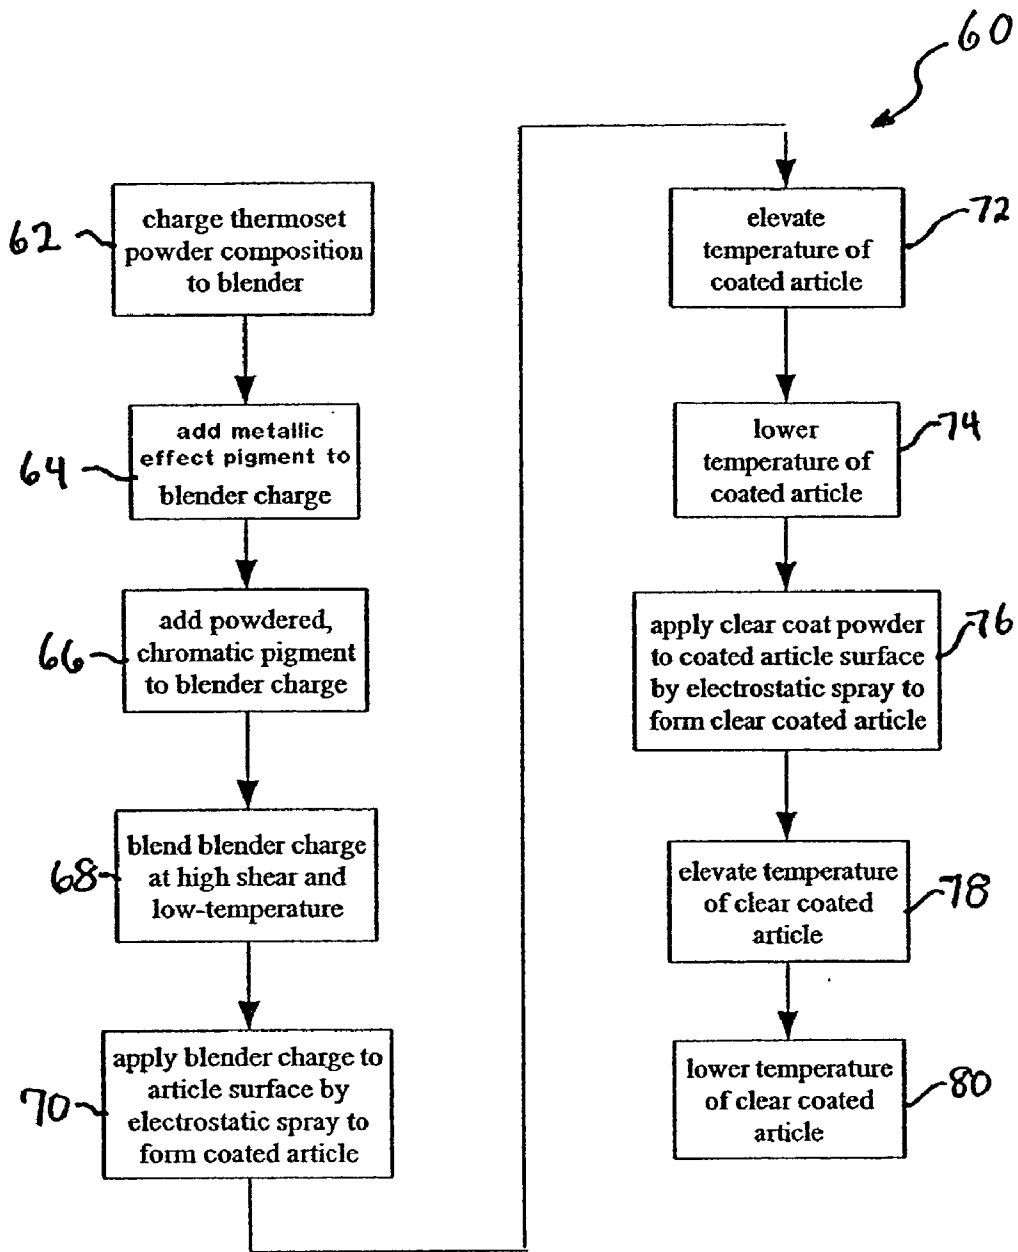 60
62
charge thermoset
powder composition
to blender
64
add metallic
effect pigment to
blender charge
66
add powdered,
chromatic pigment
to blender charge
68
blend blender charge
at high shear and
low-temperature
70
apply blender charge to
article surface by
electrostatic spray to
form coated article
72
elevate
temperature of
coated article
74
lower
temperature of
coated article
76
apply clear coat powder
to coated article surface
by electrostatic spray to
form clear coated article
78
elevate temperature
of clear coated
article
80
lower temperature
of clear coated
article